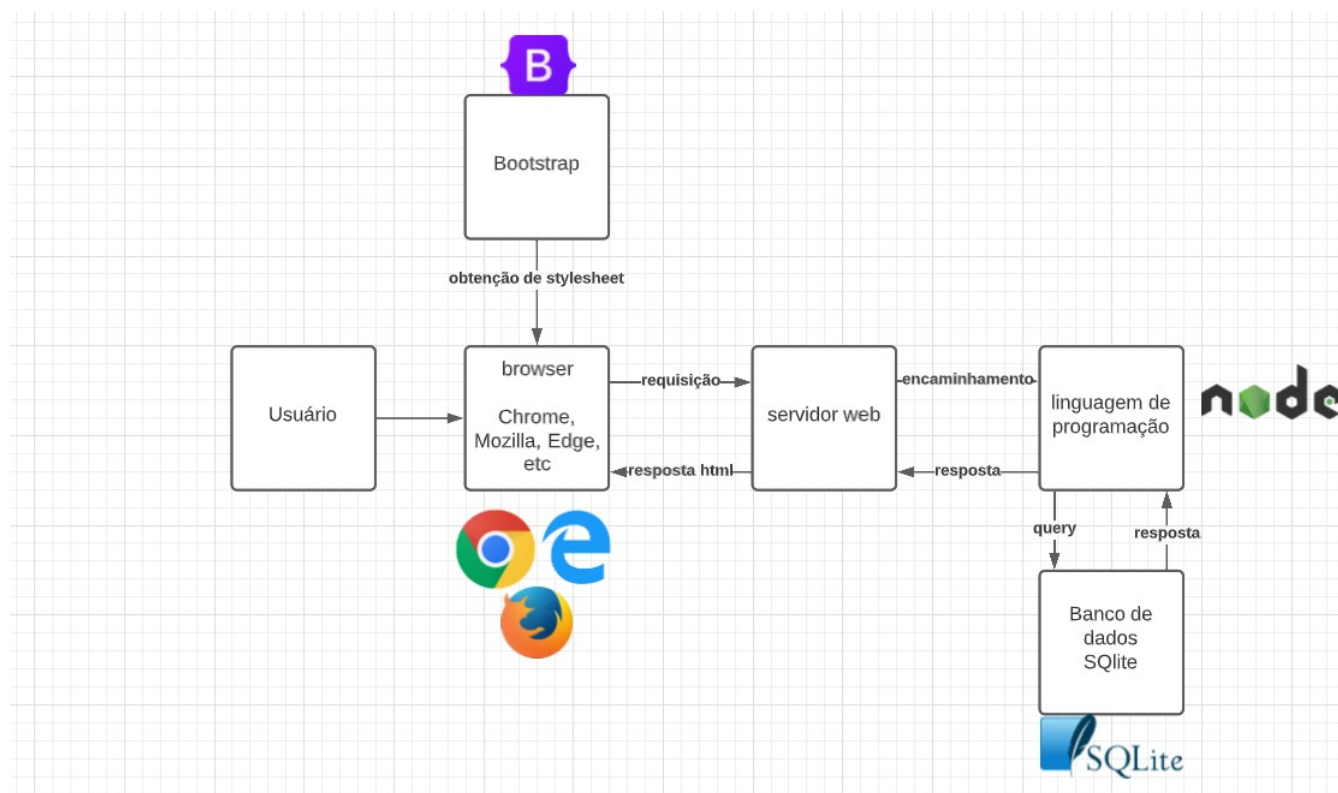 B
Bootstrap
obtenção de stylesheet
Usuário
browser
Chrome,
Mozilla, Edge,
etc
requisição
resposta html
servidor web
encaminhamento
resposta
linguagem de
programação
node
query
resposta
Banco de
dados
SQlite
SQLite